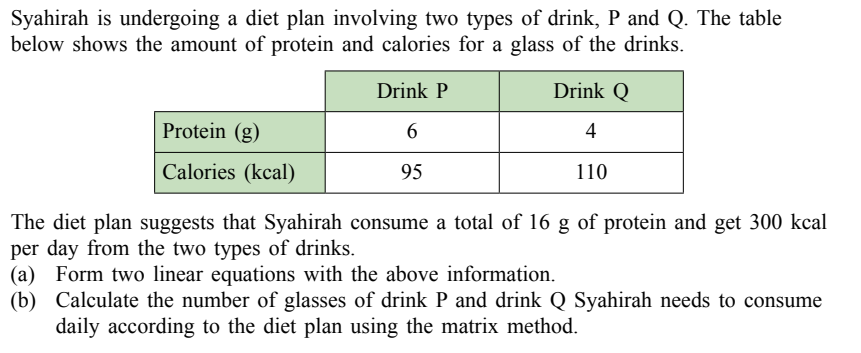 Syahirah is undergoing a diet plan involving two types of drink, P and Q. The table
below shows the amount of protein and calories for a glass of the drinks.
Drink P Drink Q
Protein (g) 6 4
Calories (kcal) 95 110
The diet plan suggests that Syahirah consume a total of 16 g of protein and get 300 kcal
per day from the two types of drinks.
(a) Form two linear equations with the above information.
(b) Calculate the number of glasses of drink P and drink Q Syahirah needs to consume
daily according to the diet plan using the matrix method.